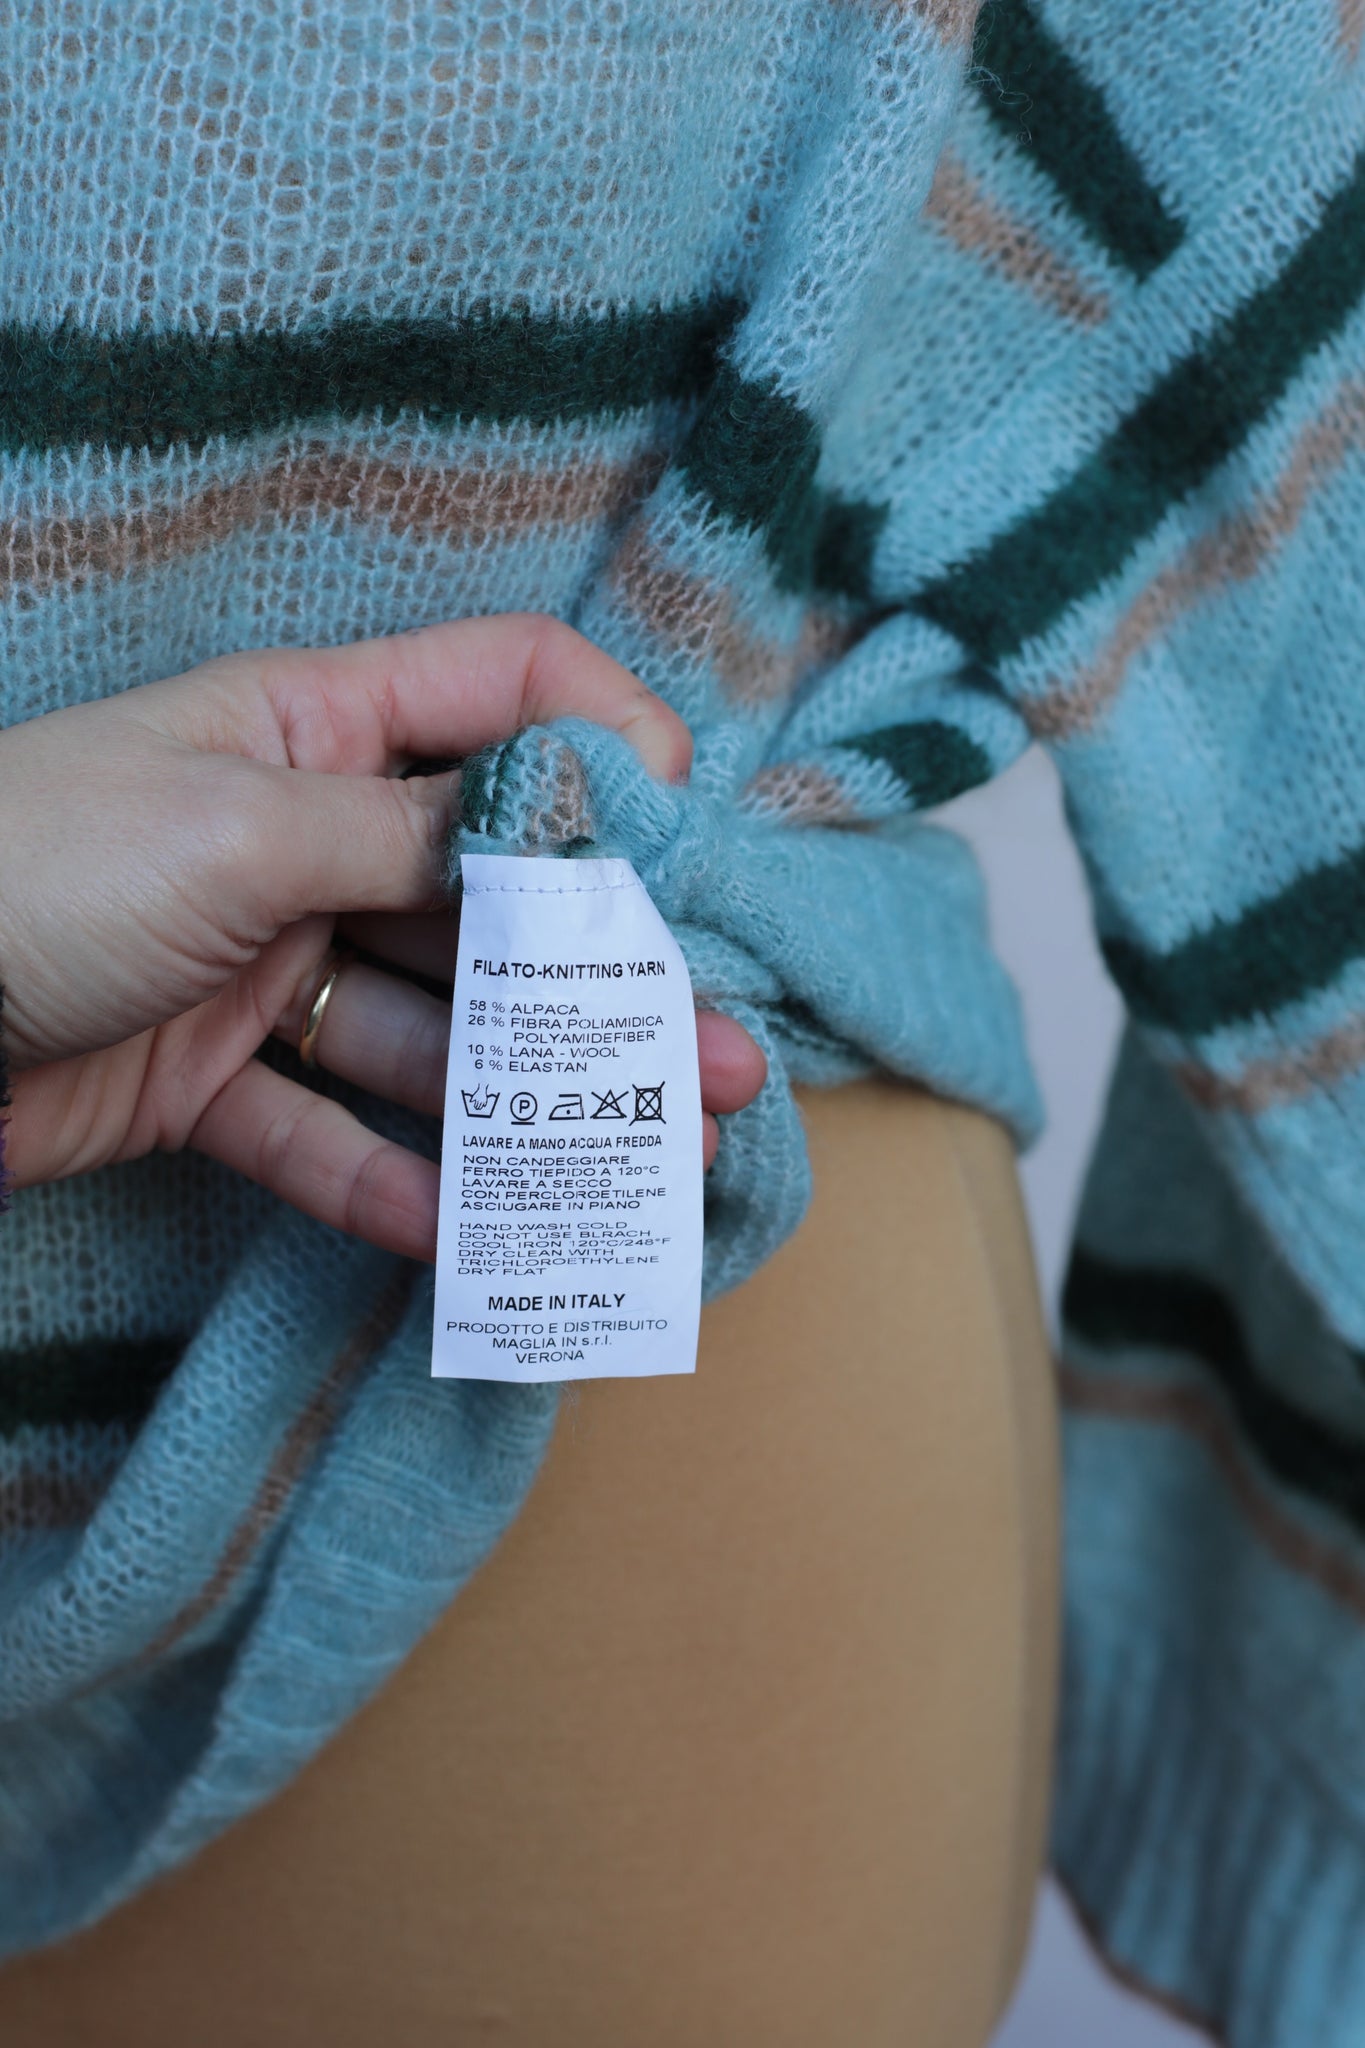 FILATO-KNITTING YARN
58 % ALPACA
26 % FIBRA POLIAMIDICA
POLYAMIDEFIBER
10 % LANA - WOOL
6 % ELASTAN
P
LAVARE A MANO ACQUA FREDDA
NON CANDEGGIARE
FERRO TIEPIDO A 120°C
LAVARE A SECCO
CON PERCLOROETILENE
ASCIUGARE IN PIANO
HAND WASH COLD
DO NOT USE BLRACH
COOL IRON 120°C/248°F
DRY CLEAN WITH
TRICHLOROETHYLENE
DRY FLAT
MADE IN ITALY
PRODOTTO E DISTRIBUITO
MAGLIA IN s.r.l.
VERONA